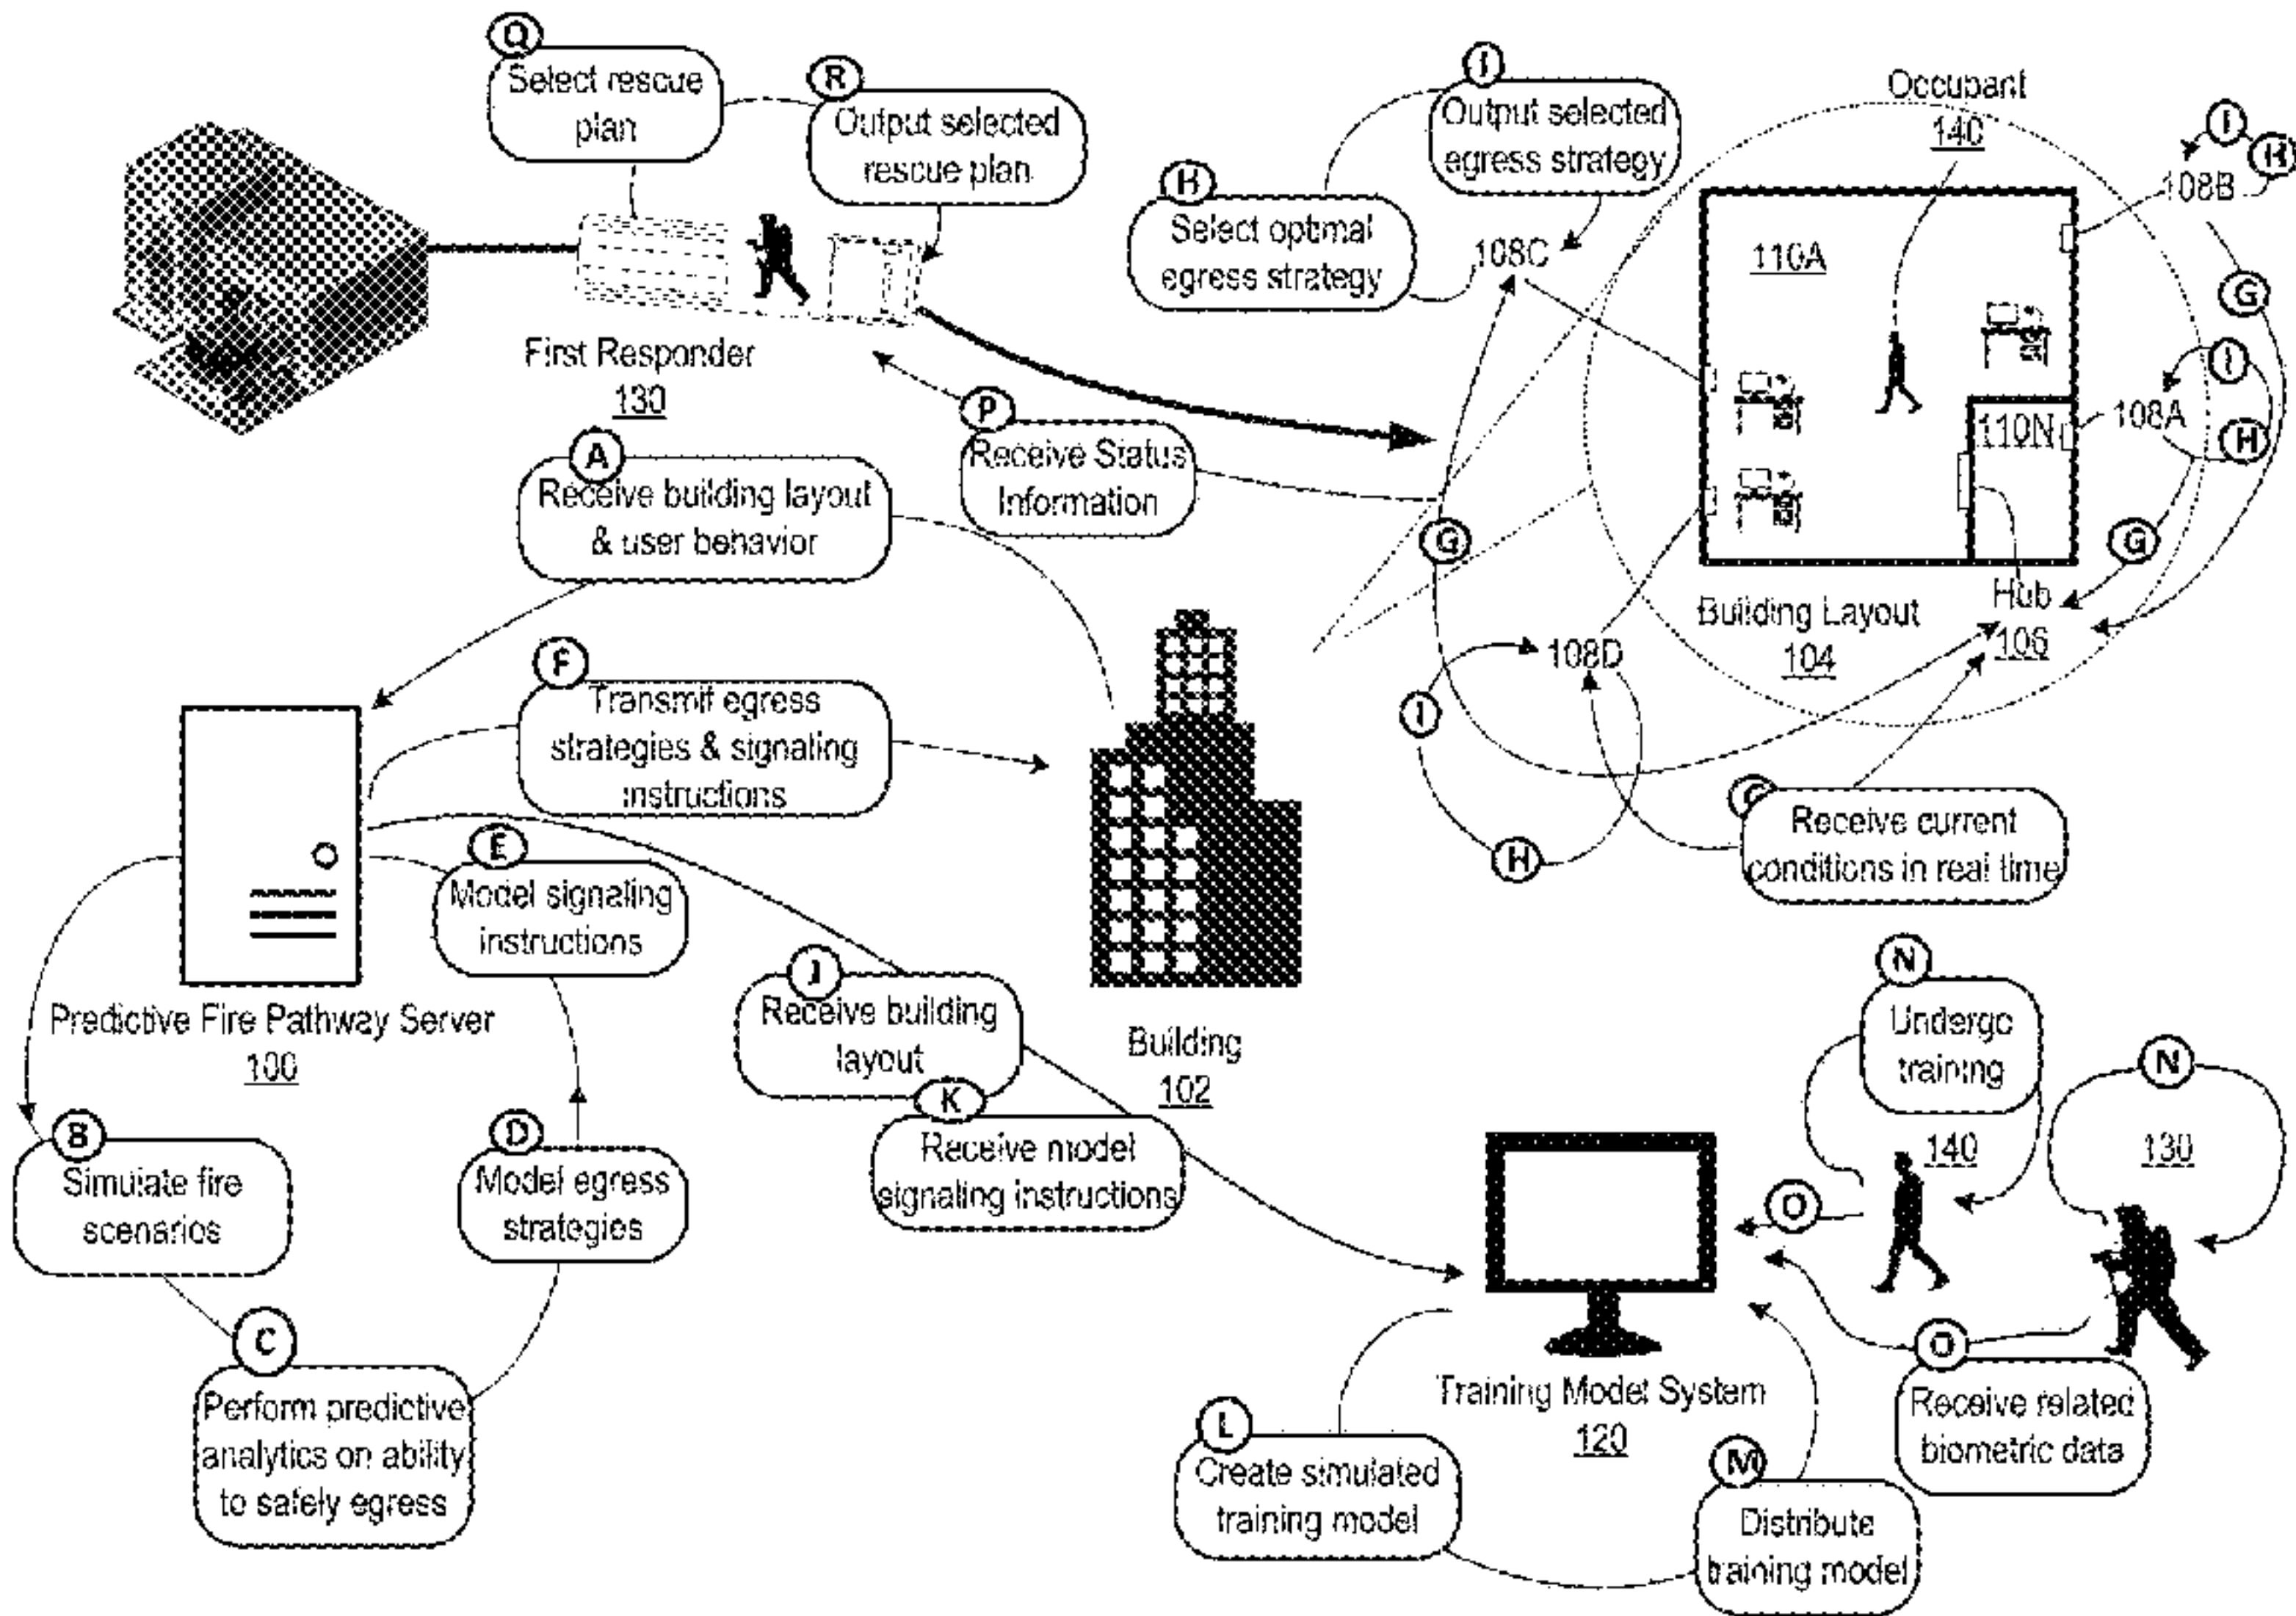 Q
Select rescue
plan
R
Output selected
rescue plan
First Responder
130
P
Receive Status
Information
I
Output selected
egress strategy
H
Select optimal
egress strategy
108C
Occupant
140
110A
110N
108B
I
H
G
108A
I
H
G
Hub
106
Building Layout
104
G
108D
I
H
G
Receive current
conditions in real time
A
Receive building layout
& user behavior
F
Transmit egress
strategies & signaling
instructions
E
Model signaling
instructions
Predictive Fire Pathway Server
100
B
Simulate fire
scenarios
C
Perform predictive
analytics on ability
to safely egress
D
Model egress
strategies
J
Receive building
layout
K
Receive model
signaling instructions
Building
102
Training Model System
120
L
Create simulated
training model
M
Distribute
training model
N
Undergo
training
140
N
130
O
O
Receive related
biometric data